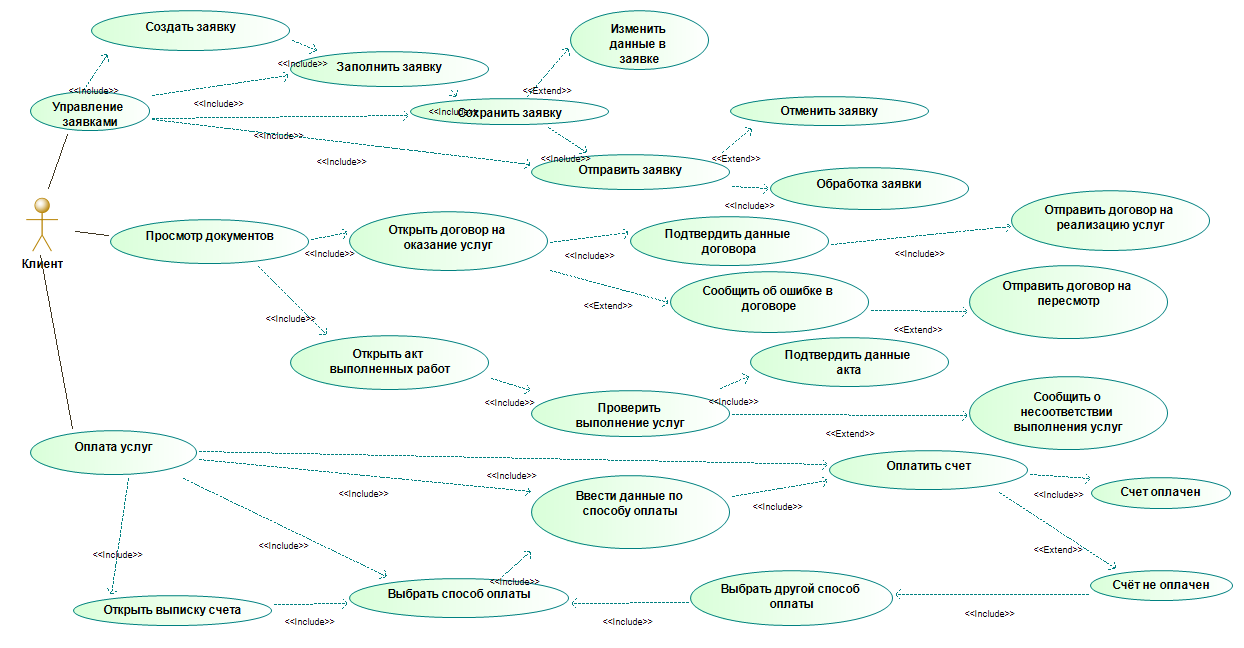 Создать заявку
Изменить
данные в
заявке
<<Include>>
Заполнить заявку
<<Include>>
<<Extend>>
Управление
заявками
<<Include>>
<<Include>>
Сохранить заявку
Отменить заявку
<<Include>>
<<Include>>
<<Include>>
<<Extend>>
Отправить заявку
Обработка заявки
<<Include>>
Клиент
Просмотр документов
<<Include>>
Открыть договор на
оказание услуг
<<Include>>
Подтвердить данные
договора
<<Include>>
Отправить договор на
реализацию услуг
<<Extend>>
Сообщить об ошибке в
договоре
<<Extend>>
Отправить договор на
пересмотр
<<Include>>
Открыть акт
выполненных работ
<<Include>>
Проверить
выполнение услуг
<<Include>>
Подтвердить данные
акта
<<Extend>>
Сообщить о
несоответствии
выполнения услуг
Оплата услуг
<<Include>>
<<Include>>
Ввести данные по
способу оплаты
<<Include>>
Оплатить счет
<<Include>>
Счет оплачен
<<Include>>
<<Include>>
<<Extend>>
Открыть выписку счета
<<Include>>
Выбрать способ оплаты
<<Include>>
<<Include>>
Выбрать другой способ
оплаты
<<Include>>
Счёт не оплачен